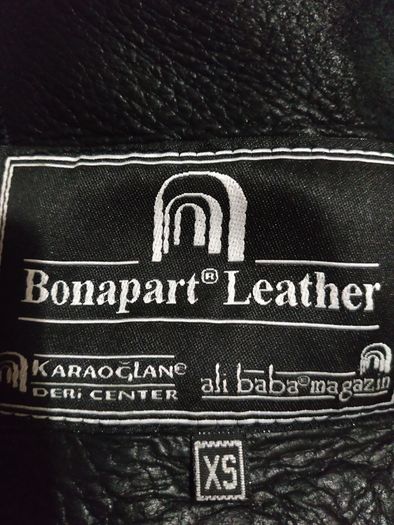 Bonapart® Leather
KARAOĞLAN©
DERİ CENTER
ali baba© magazin
XS